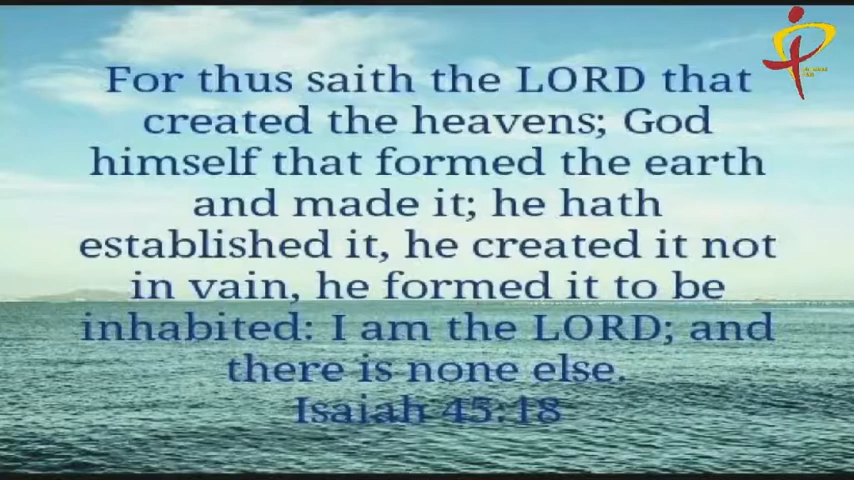 For thus saith the LORD that
created the heavens; God
himself that formed the earth
and made it; he hath
established it, he created it not
in vain, he formed it to be
inhabited: I am the LORD; and
there is none else.
Isaiah 45:18